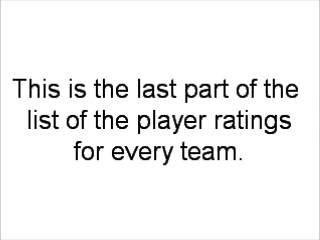 This is the last part of the
list of the player ratings
for every team.